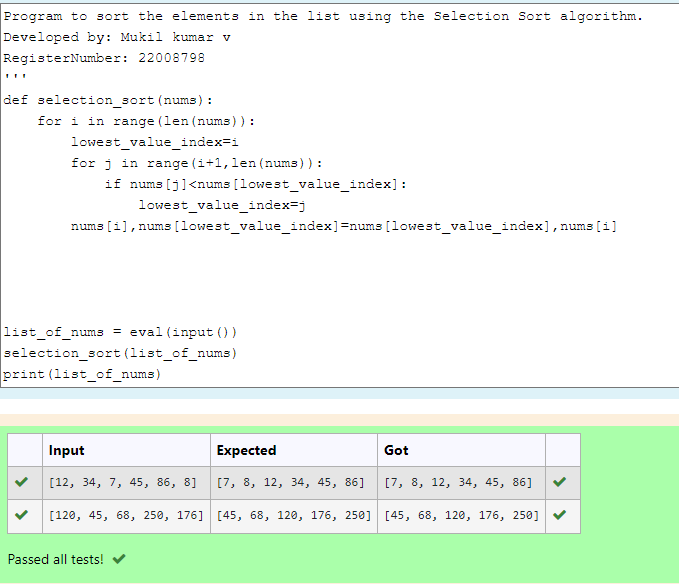 Program to sort the elements in the list using the Selection Sort algorithm.
Developed by: Mukil kumar v
RegisterNumber: 22008798
'''
def selection_sort(nums):
    for i in range(len(nums)):
        lowest_value_index=i
        for j in range(i+1,len(nums)):
            if nums[j]<nums[lowest_value_index]:
                lowest_value_index=j
        nums[i],nums[lowest_value_index]=nums[lowest_value_index],nums[i]
list_of_nums = eval(input())
selection_sort(list_of_nums)
print(list_of_nums)
Input Expected Got
[12, 34, 7, 45, 86, 8] [7, 8, 12, 34, 45, 86] [7, 8, 12, 34, 45, 86]
[120, 45, 68, 250, 176] [45, 68, 120, 176, 250] [45, 68, 120, 176, 250]
Passed all tests!